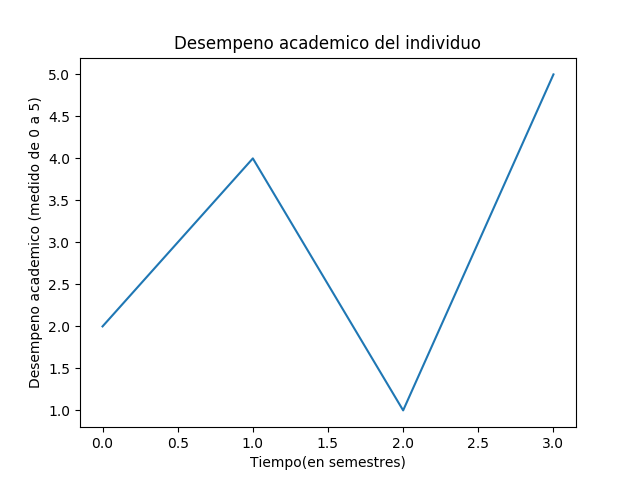 Desempeno academico del individuo
Desempeno academico (medido de 0 a 5)
5.0
4.5
4.0
3.5
3.0
2.5
2.0
1.5
1.0
0.0 0.5 1.0 1.5 2.0 2.5 3.0
Tiempo(en semestres)